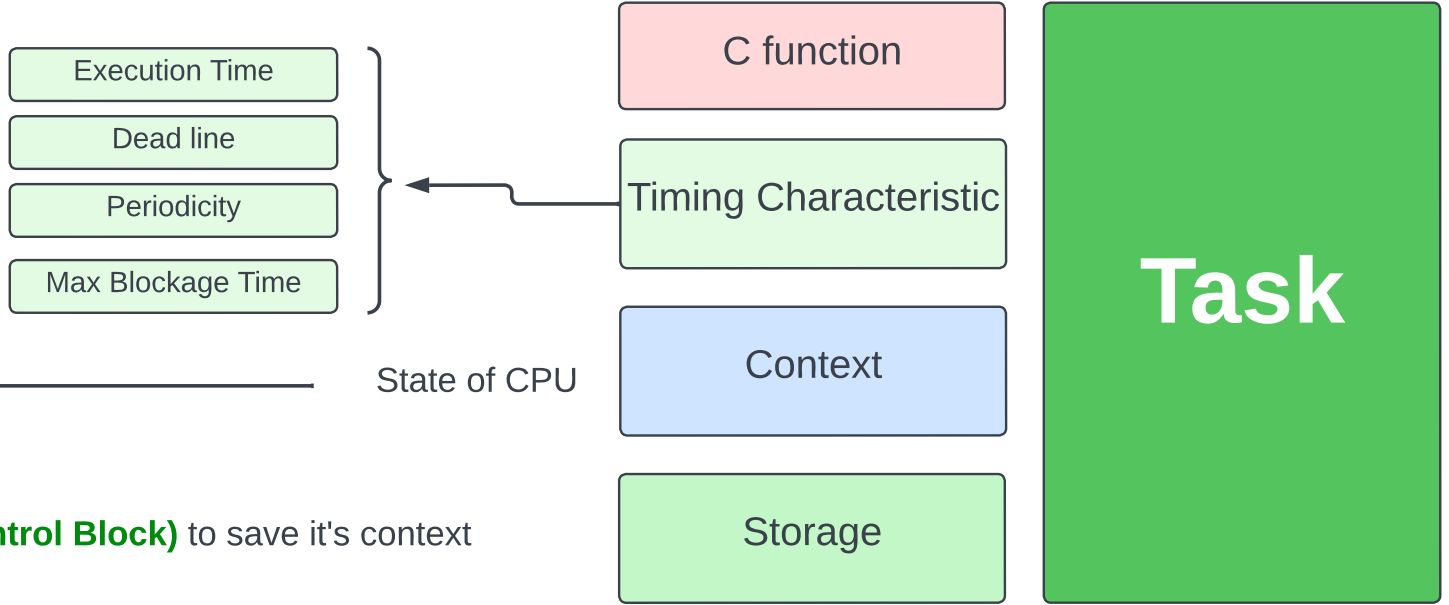 C function
Execution Time
Dead line
Periodicity
Max Blockage Time
Timing Characteristic
Task
State of CPU
Context
Block) to save it's context
Storage